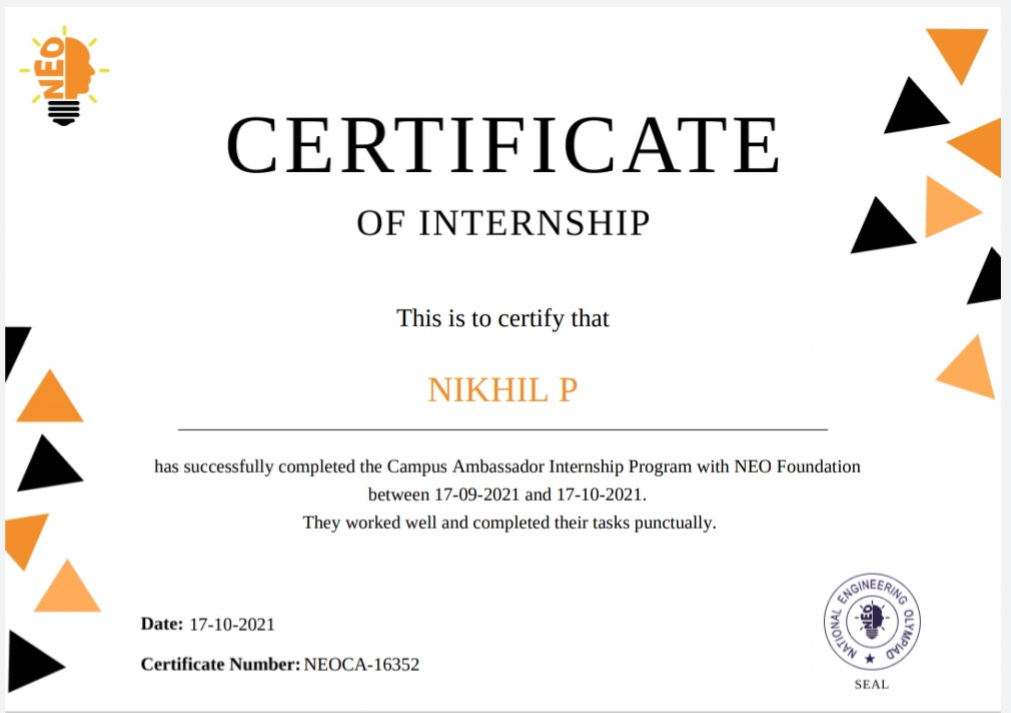 NEO
CERTIFICATE
OF INTERNSHIP
This is to certify that
NIKHIL P
has successfully completed the Campus Ambassador Internship Program with NEO Foundation
between 17-09-2021 and 17-10-2021.
They worked well and completed their tasks punctually.
Date: 17-10-2021
Certificate Number: NEOCA-16352
NATIONAL ENGINEERING OLYMPIAD
NEO
SEAL